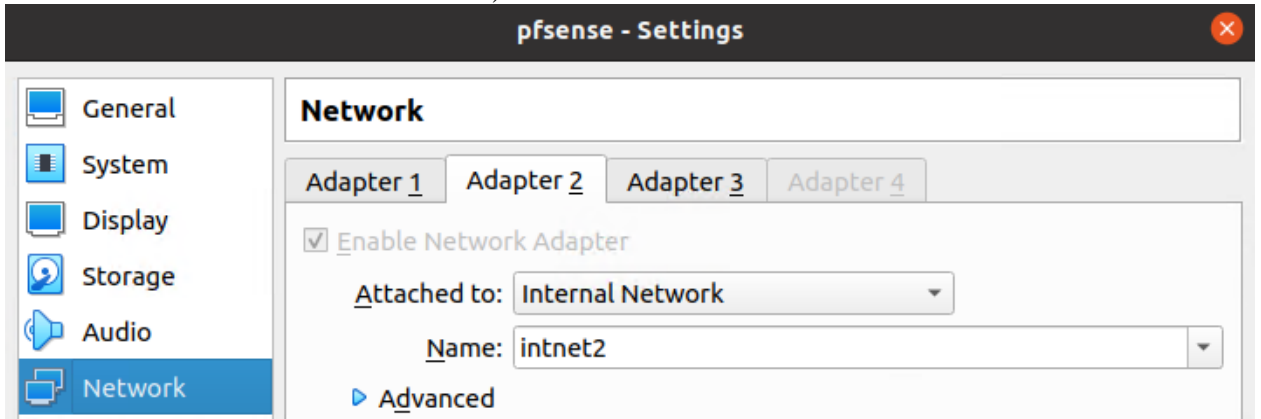 pfsense - Settings
General
System
Display
Storage
Audio
Network
Network
Adapter 1 Adapter 2 Adapter 3 Adapter 4
Enable Network Adapter
Attached to: Internal Network
Name: intnet2
Advanced